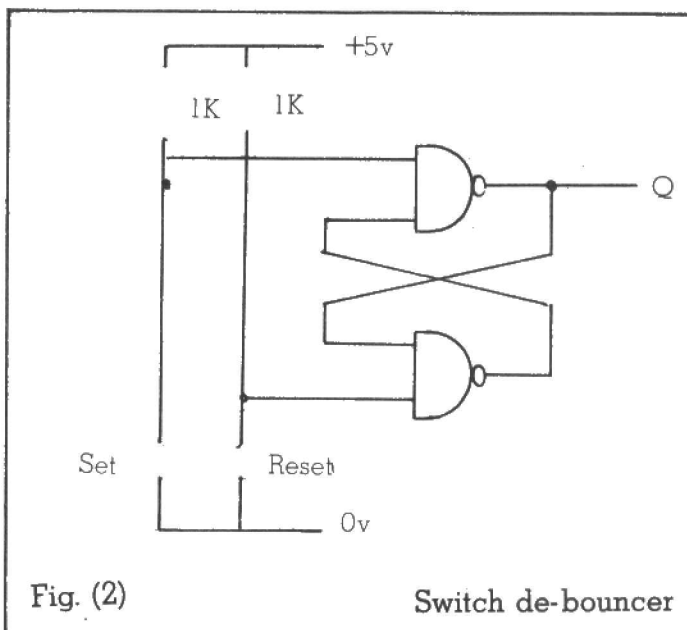 +5v
1K 1K
Q
Set Reset
0v
Fig. (2) Switch de-bouncer